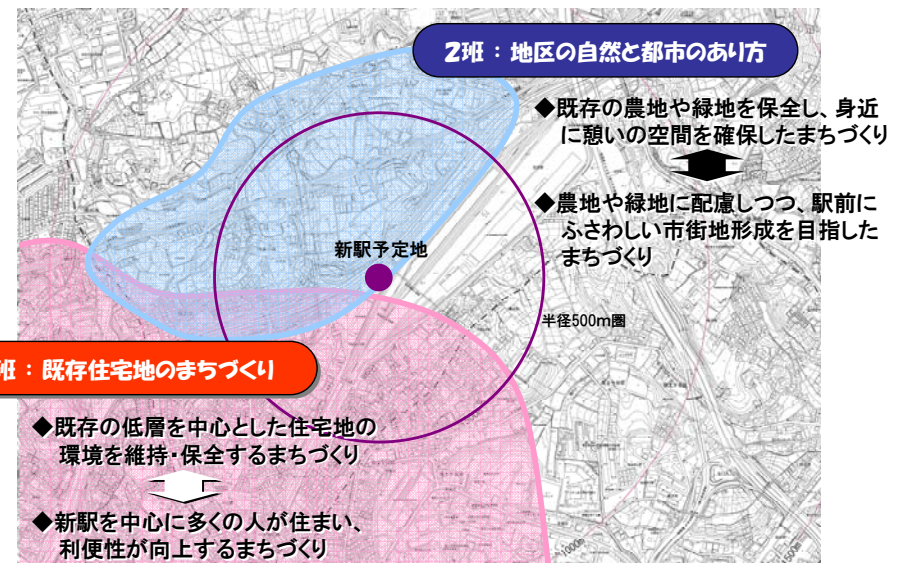 2班：地区の自然と都市のあり方
◆既存の農地や緑地を保全し、身近
に憩いの空間を確保したまちづくり
◆農地や緑地に配慮しつつ、駅前に
ふさわしい市街地形成を目指した
まちづくり
新駅予定地
半径500m圏
班：既存住宅地のまちづくり
◆既存の低層を中心とした住宅地の
環境を維持・保全するまちづくり
◆新駅を中心に多くの人が住まい、
利便性が向上するまちづくり
1000m
1500m